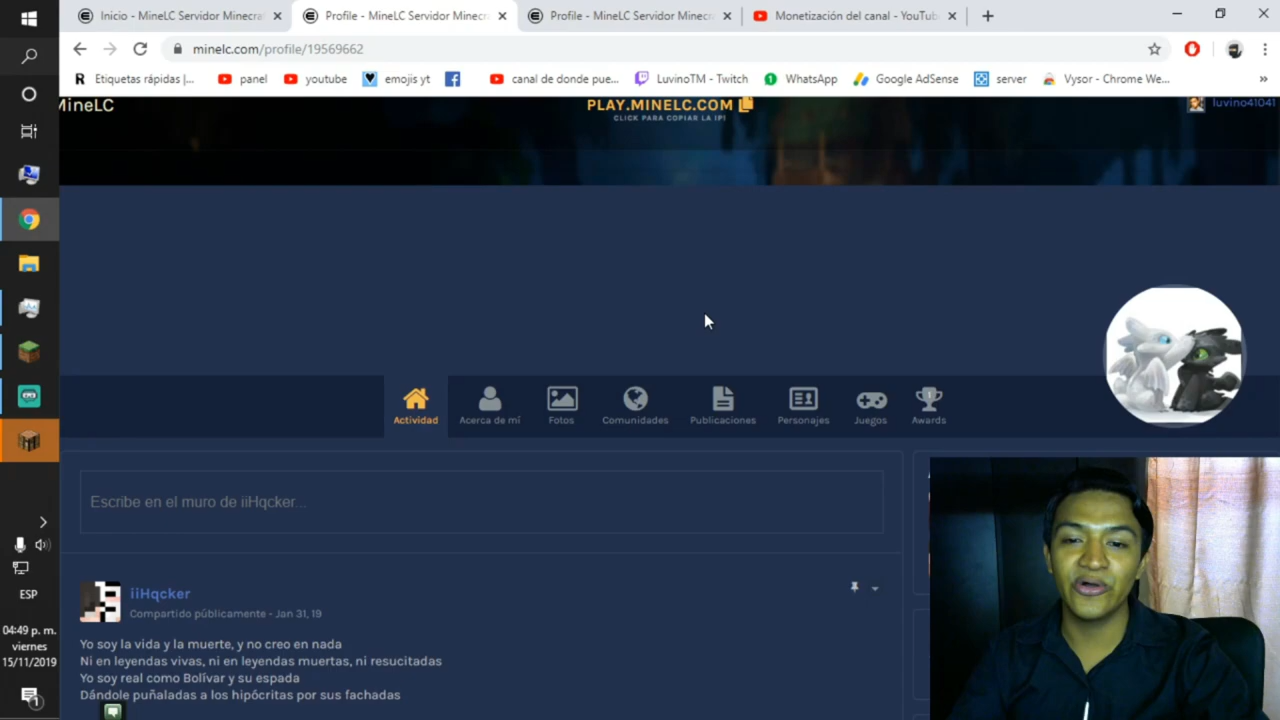 Inicio - MineLC Servidor Minecra
Profile - MineLC Servidor Minecr
Profile - MineLC Servidor Minecr
Monetización del canal - YouTub
minelc.com/profile/19569662
Etiquetas rápidas |...
panel
youtube
emojis yt
canal de donde pue...
LuvinoTM - Twitch
WhatsApp
Google AdSense
server
Vysor - Chrome We...
MineLC
PLAY.MINELC.COM
CLICK PARA COPIAR LA IP!
luvino41041
Actividad
Acerca de mí
Fotos
Comunidades
Publicaciones
Personajes
Juegos
Awards
Escribe en el muro de iiHqcker...
iiHqcker
Compartido públicamente - Jan 31, 19
Yo soy la vida y la muerte, y no creo en nada
Ni en leyendas vivas, ni en leyendas muertas, ni resucitadas
Yo soy real como Bolívar y su espada
Dándole puñaladas a los hipócritas por sus fachadas
ESP
04:49 p. m.
viernes
15/11/2019
1